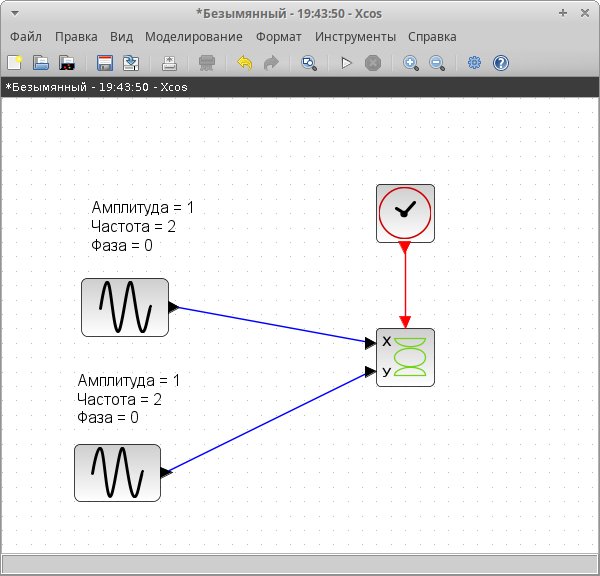 *Безымянный - 19:43:50 - Xcos
Файл Правка Вид Моделирование Формат Инструменты Справка
*Безымянный - 19:43:50 - Xcos
Амплитуда = 1
Частота = 2
Фаза = 0
X
У
Амплитуда = 1
Частота = 2
Фаза = 0